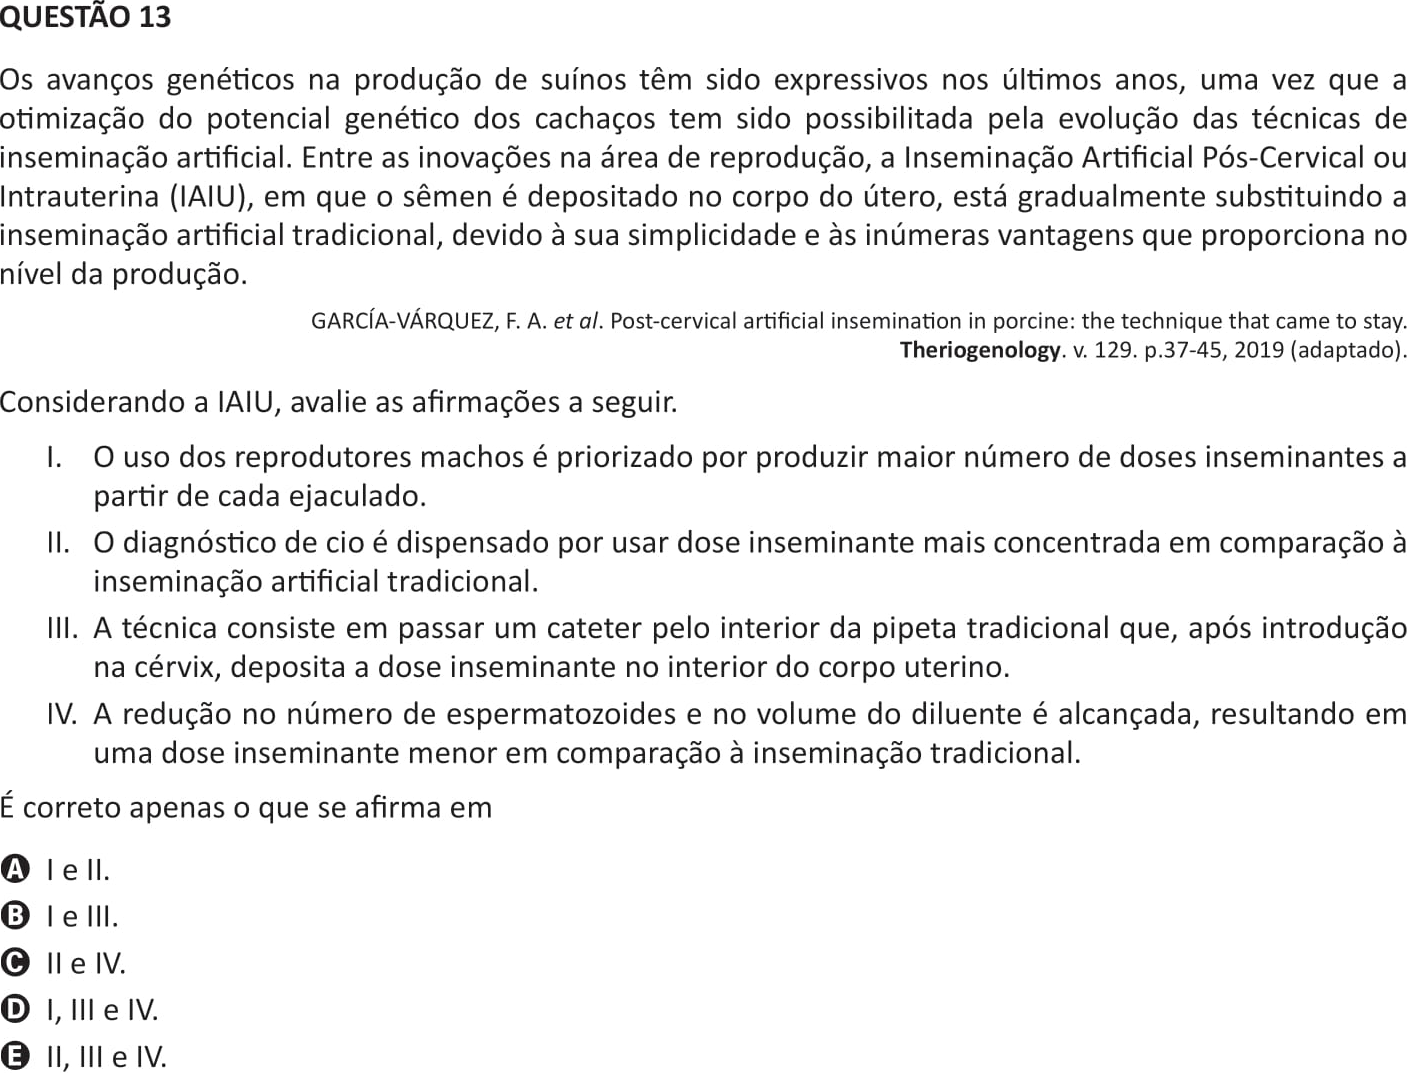 QUESTÃO 13
Os avanços genéticos na produção de suínos têm sido expressivos nos últimos anos, uma vez que a
otimização do potencial genético dos cachaços tem sido possibilitada pela evolução das técnicas de
inseminação artificial. Entre as inovações na área de reprodução, a Inseminação Artificial Pós-Cervical ou
Intrauterina (IAIU), em que o sêmen é depositado no corpo do útero, está gradualmente substituindo a
inseminação artificial tradicional, devido à sua simplicidade e às inúmeras vantagens que proporciona no
nível da produção.
GARCÍA-VÁRQUEZ, F. A. et al. Post-cervical artificial insemination in porcine: the technique that came to stay.
Theriogenology. v. 129. p.37-45, 2019 (adaptado).
Considerando a IAIU, avalie as afirmações a seguir.
I. O uso dos reprodutores machos é priorizado por produzir maior número de doses inseminantes a
partir de cada ejaculado.
II. O diagnóstico de cio é dispensado por usar dose inseminante mais concentrada em comparação à
inseminação artificial tradicional.
III. A técnica consiste em passar um cateter pelo interior da pipeta tradicional que, após introdução
na cérvix, deposita a dose inseminante no interior do corpo uterino.
IV. A redução no número de espermatozoides e no volume do diluente é alcançada, resultando em
uma dose inseminante menor em comparação à inseminação tradicional.
É correto apenas o que se afirma em
A I e II.
B I e III.
C II e IV.
D I, III e IV.
E II, III e IV.